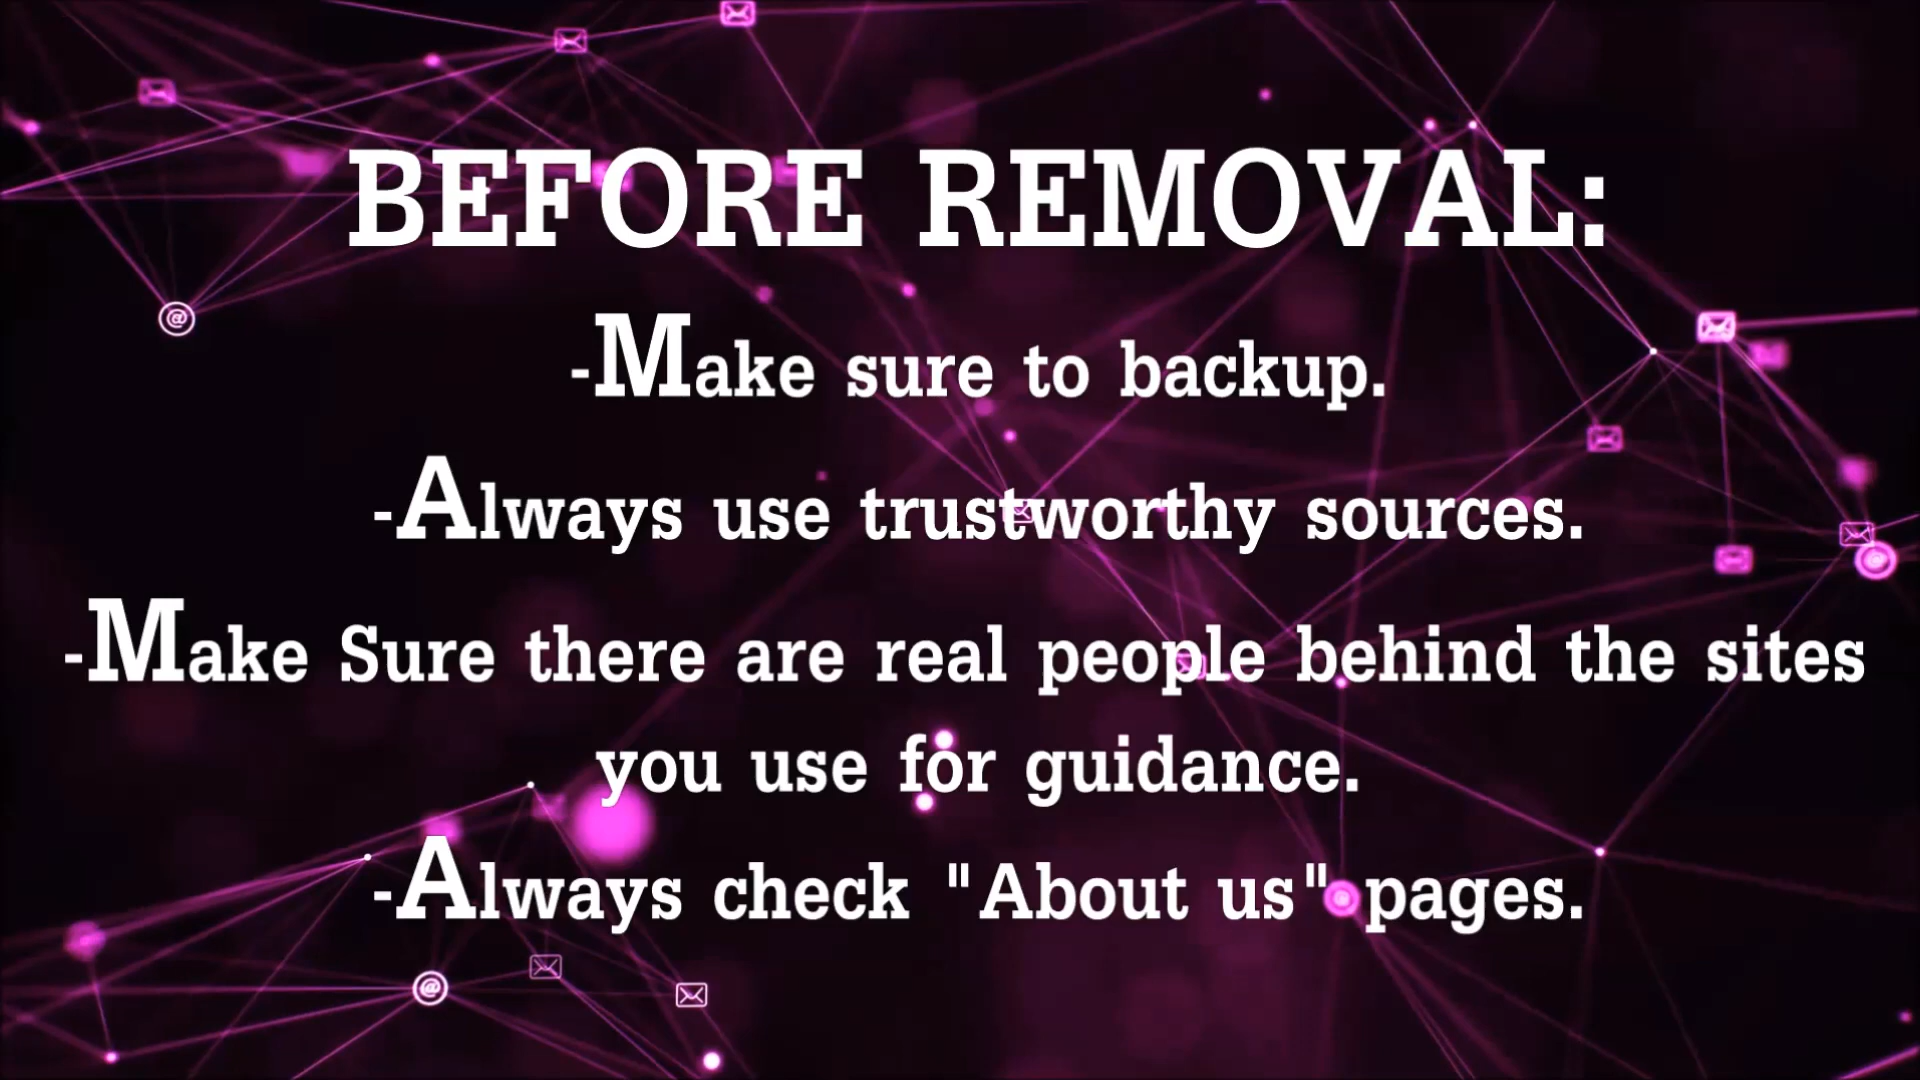 BEFORE REMOVAL:
-Make sure to backup.
-Always use trustworthy sources.
-Make Sure there are real people behind the sites
you use for guidance.
-Always check "About us" pages.